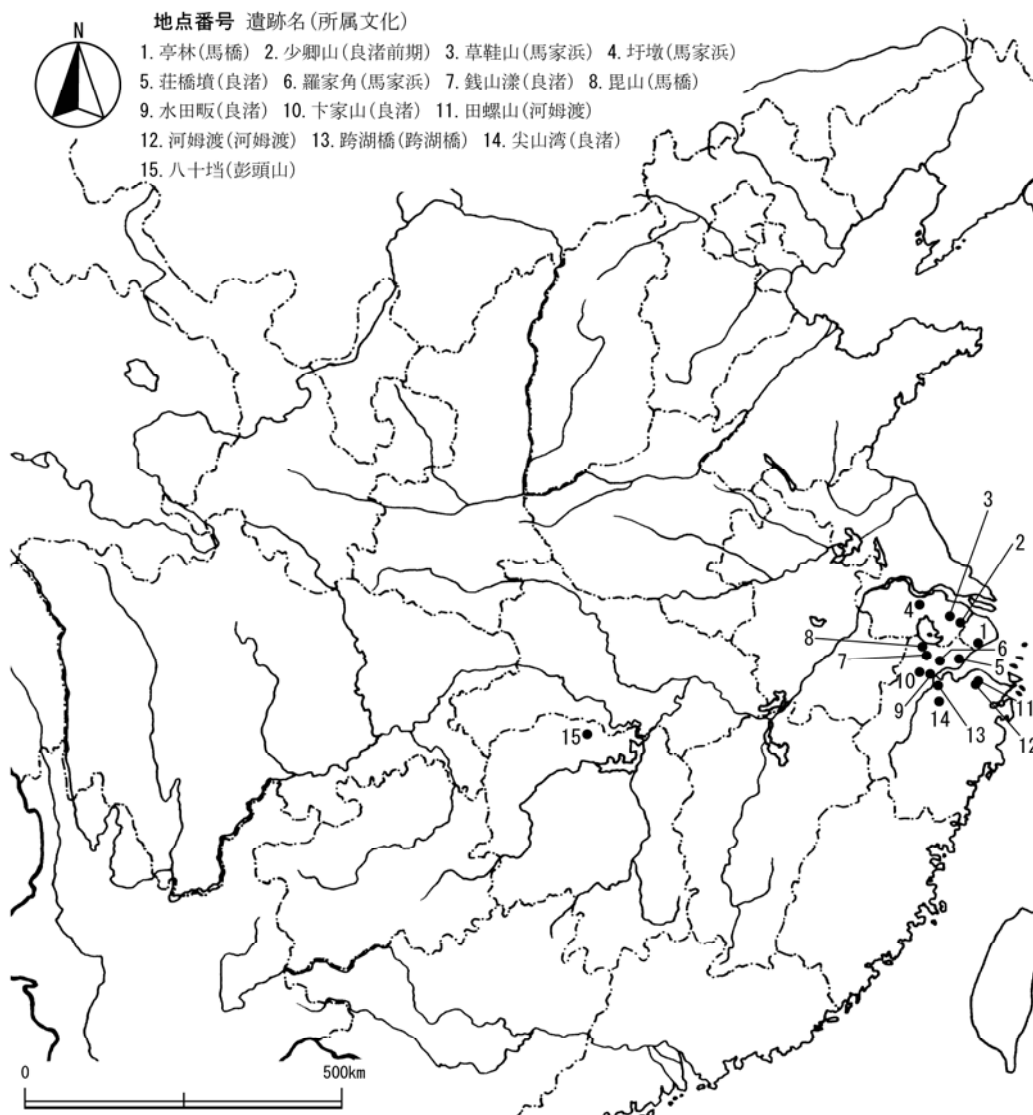 地点番号 遺跡名(所属文化)
N
1. 亭林(馬橋) 2. 少卿山(良渚前期) 3. 草鞋山(馬家浜) 4. 圩墩(馬家浜)
5. 荘橋墳(良渚) 6. 羅家角(馬家浜) 7. 銭山漾(良渚) 8. 毘山(馬橋)
9. 水田畈(良渚) 10. 卞家山(良渚) 11. 田螺山(河姆渡)
12. 河姆渡(河姆渡) 13. 跨湖橋(跨湖橋) 14. 尖山湾(良渚)
15. 八十垱(彭頭山)
3
2
4
1
8
6
7
5
10
9
14
13
11
12
15
0
500km